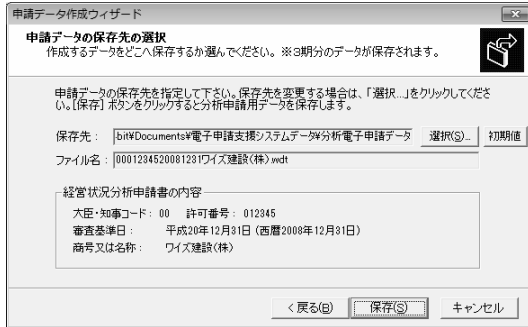 申請データ作成ウィザード
申請データの保存先の選択
作成するデータをどこへ保存するか選んでください。※3期分のデータが保存されます。
申請データの保存先を指定して下さい。保存先を変更する場合は、「選択...」をクリックしてくださ
い。[保存] ボタンをクリックすると分析申請用データを保存します。
保存先： bit¥Documents¥電子申請支援システムデータ¥分析電子申請データ 選択(S)... 初期値
ファイル名： 0001234520081231ワイズ建設(株).wdt
経営状況分析申請書の内容
大臣・知事コード： 00 許可番号： 012345
審査基準日： 平成20年12月31日 (西暦2008年12月31日)
商号又は名称： ワイズ建設(株)
< 戻る(B) 保存(S) キャンセル